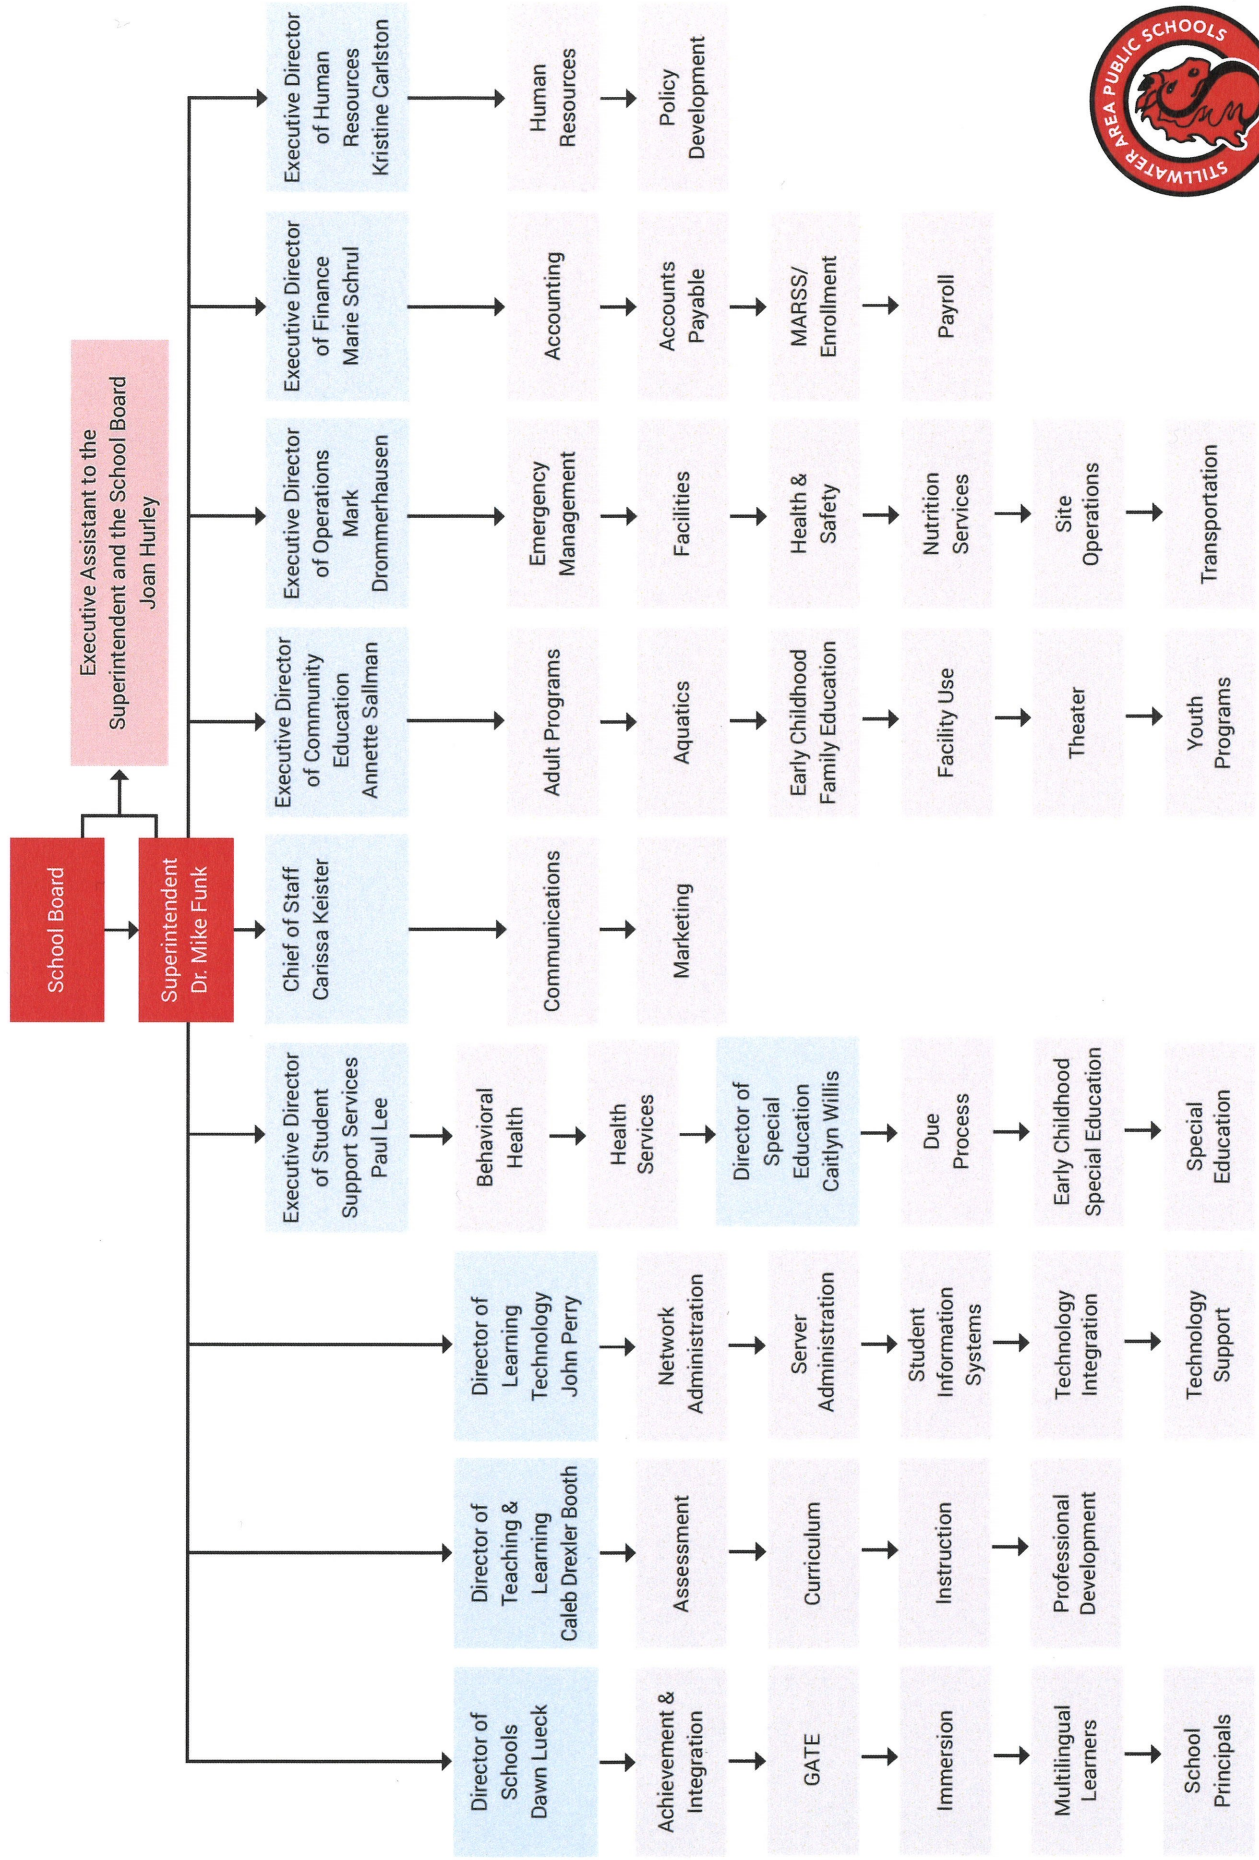 School Board
Superintendent
Dr. Mike Funk
Executive Assistant to the
Superintendent and the School Board
Joan Hurley
Director of
Schools
Dawn Lueck
Achievement &
Integration
GATE
Immersion
Multilingual
Learners
School
Principals
Director of
Teaching &
Learning
Caleb Drexler Booth
Assessment
Curriculum
Instruction
Professional
Development
Director of
Learning
Technology
John Perry
Network
Administration
Server
Administration
Student
Information
Systems
Technology
Integration
Technology
Support
Executive Director
of Student
Support Services
Paul Lee
Behavioral
Health
Health
Services
Director of
Special
Education
Caitlyn Willis
Due
Process
Early Childhood
Special Education
Special
Education
Chief of Staff
Carissa Keister
Communications
Marketing
Executive Director
of Community
Education
Annette Sallman
Adult Programs
Aquatics
Early Childhood
Family Education
Facility Use
Theater
Youth
Programs
Executive Director
of Operations
Mark
Drommerhausen
Emergency
Management
Facilities
Health &
Safety
Nutrition
Services
Site
Operations
Transportation
Executive Director
of Finance
Marie Schrul
Accounting
Accounts
Payable
MARSS/
Enrollment
Payroll
Executive Director
of Human
Resources
Kristine Carlston
Human
Resources
Policy
Development
STILLWATER AREA PUBLIC SCHOOLS